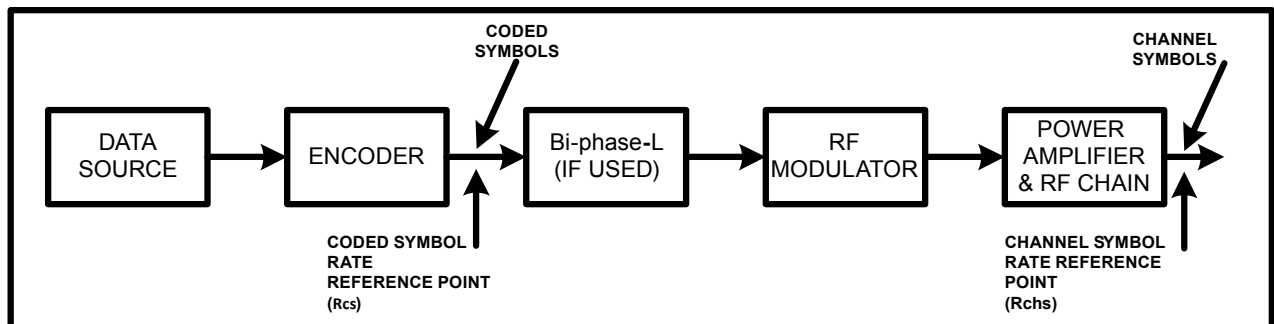 CODED
SYMBOLS
CHANNEL
SYMBOLS
DATA
SOURCE
ENCODER
Bi-phase-L
(IF USED)
RF
MODULATOR
POWER
AMPLIFIER
& RF CHAIN
CODED SYMBOL
RATE
REFERENCE POINT
(Rcs)
CHANNEL SYMBOL
RATE REFERENCE
POINT
(Rchs)